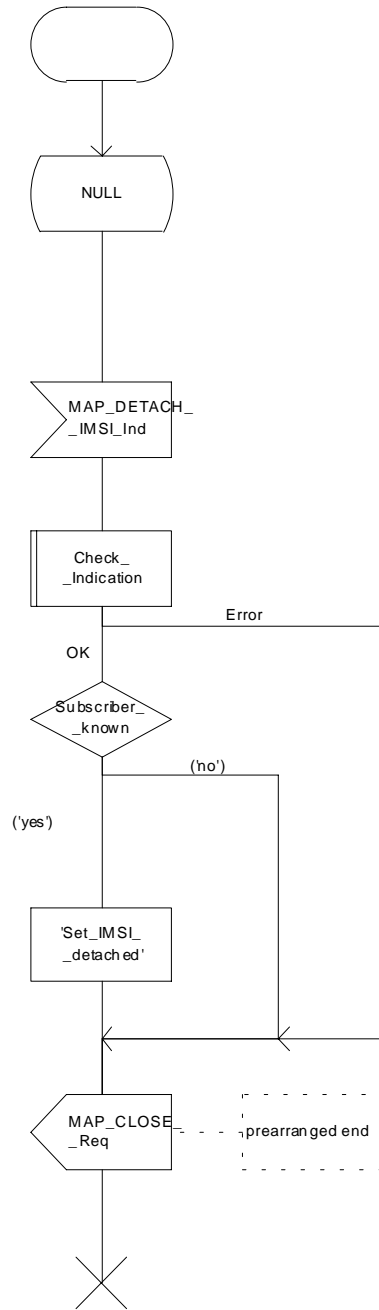 NULL
MAP_DETACH_
_IMSI_Ind
Check_
_Indication
Error
OK
Subscriber_
_known
('no')
('yes')
'Set_IMSI_
_detached'
MAP_CLOSE_
_Req
prearranged end